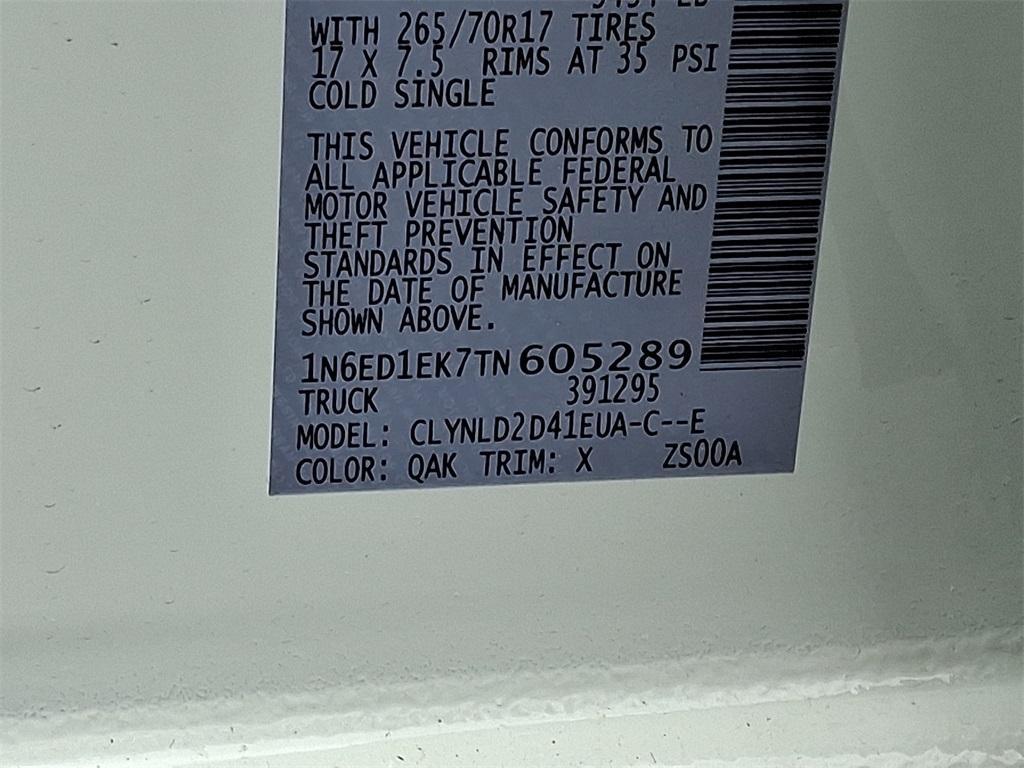 WITH 265/70R17 TIRES
17 X 7.5 RIMS AT 35 PSI
COLD SINGLE
THIS VEHICLE CONFORMS TO
ALL APPLICABLE FEDERAL
MOTOR VEHICLE SAFETY AND
THEFT PREVENTION
STANDARDS IN EFFECT ON
THE DATE OF MANUFACTURE
SHOWN ABOVE.
1N6ED1EK7TN605289
TRUCK 391295
MODEL: CLYNLD2D41EUA-C--E
COLOR: QAK TRIM: X ZS00A